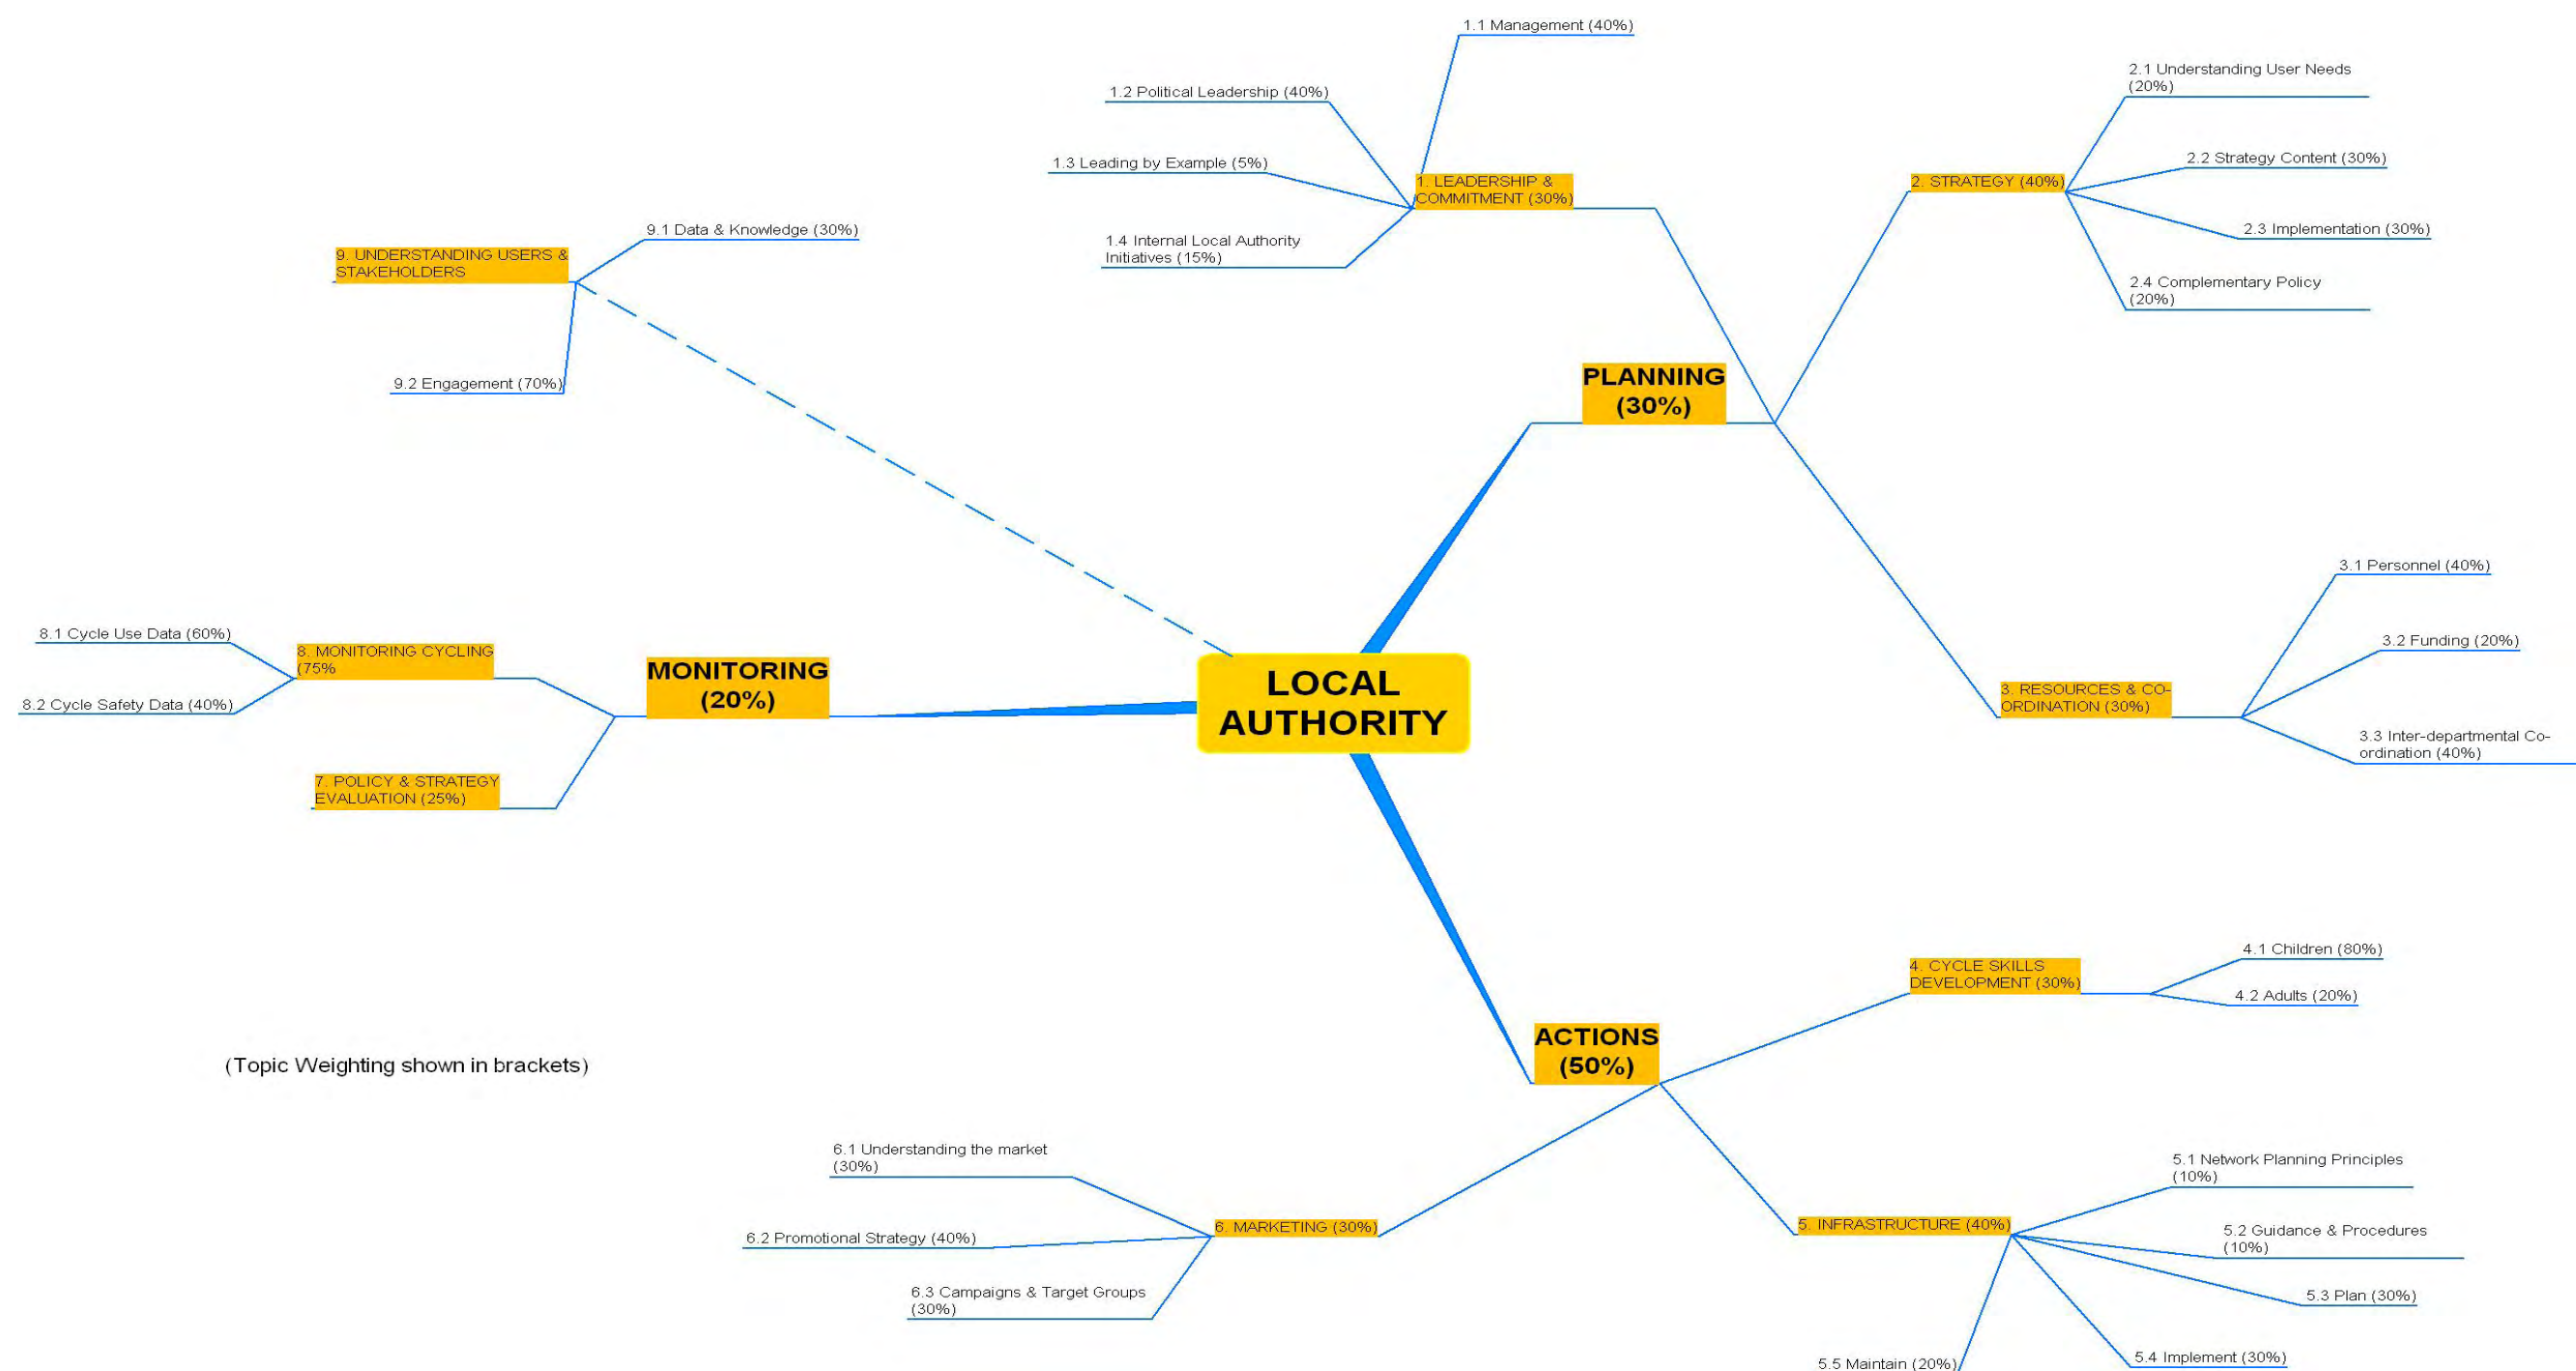 1.1 Management (40%)
1.2 Political Leadership (40%)
1.3 Leading by Example (5%)
1.4 Internal Local Authority
Initiatives (15%)
1. LEADERSHIP &
COMMITMENT (30%)
2.1 Understanding User Needs
(20%)
2.2 Strategy Content (30%)
2.3 Implementation (30%)
2.4 Complementary Policy
(20%)
2. STRATEGY (40%)
9. UNDERSTANDING USERS &
STAKEHOLDERS
9.1 Data & Knowledge (30%)
9.2 Engagement (70%)
PLANNING
(30%)
3.1 Personnel (40%)
3.2 Funding (20%)
3.3 Inter-departmental Co-
ordination (40%)
3. RESOURCES & CO-
ORDINATION (30%)
8.1 Cycle Use Data (60%)
8.2 Cycle Safety Data (40%)
8. MONITORING CYCLING
(75%
MONITORING
(20%)
LOCAL
AUTHORITY
7. POLICY & STRATEGY
EVALUATION (25%)
4. CYCLE SKILLS
DEVELOPMENT (30%)
4.1 Children (80%)
4.2 Adults (20%)
ACTIONS
(50%)
(Topic Weighting shown in brackets)
6.1 Understanding the market
(30%)
6.2 Promotional Strategy (40%)
6.3 Campaigns & Target Groups
(30%)
6. MARKETING (30%)
5. INFRASTRUCTURE (40%)
5.1 Network Planning Principles
(10%)
5.2 Guidance & Procedures
(10%)
5.3 Plan (30%)
5.4 Implement (30%)
5.5 Maintain (20%)